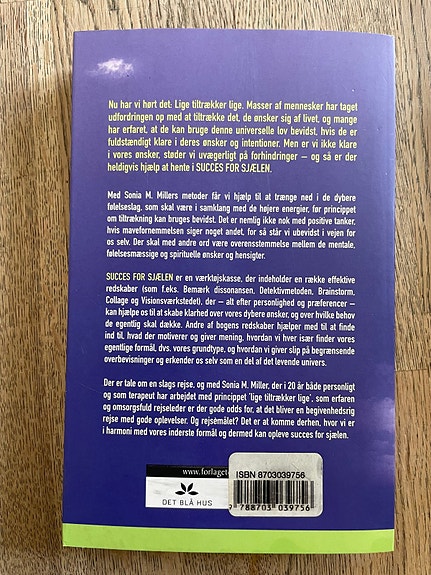 Nu har vi hørt det: Lige tiltrækker lige. Masser af mennesker har taget
udfordringen op med at tiltrække det, de ønsker sig af livet, og mange
har erfaret, at de kan bruge denne universelle lov bevidst, hvis de er
fuldstændigt klare i deres ønsker og intentioner. Men er vi ikke klare
i vores ønsker, støder vi uvægerligt på forhindringer – og så er der
heldigvis hjælp at hente i SUCCES FOR SJÆLEN.
Med Sonia M. Millers metoder får vi hjælp til at trænge ned i de dybere
følelseslag, som skal være i samklang med de højere energier, før princippet
om tiltrækning kan bruges bevidst. Det er nemlig ikke nok med positive tanker,
hvis mavefornemmelsen siger noget andet, for så står vi ubevidst i vejen for
os selv. Der skal med andre ord være overensstemmelse mellem de mentale,
følelsesmæssige og spirituelle ønsker og hensigter.
SUCCES FOR SJÆLEN er en værktøjskasse, der indeholder en række effektive
redskaber (som f.eks. Bemærk dissonansen, Detektivmetoden, Brainstorm,
Collage og Visionsværkstedet), der – alt efter personlighed og præferencer –
kan hjælpe os til at skabe klarhed over vores dybere ønsker, og over hvilke behov
de egentlig skal dække. Andre af bogens redskaber hjælper med til at finde
ind til, hvad der motiverer og giver mening, hvordan vi hver især finder vores
egentlige formål, dvs. vores grundtype, og hvordan vi giver slip på begrænsende
overbevisninger og erkender os selv som en del af det levende univers.
Der er tale om en slags rejse, og med Sonia M. Miller, der i 20 år både personligt
og som terapeut har arbejdet med princippet 'lige tiltrækker lige', som erfaren
og omsorgsfuld rejseleder er der gode odds for, at det bliver en begivenhedsrig
rejse med gode oplevelser. Og rejsemålet? Det er at komme derhen, hvor vi er
i harmoni med vores inderste formål og dermed kan opleve succes for sjælen.
www.forlaget
DET BLÅ HUS
ISBN 8703039756
9 788703 039756